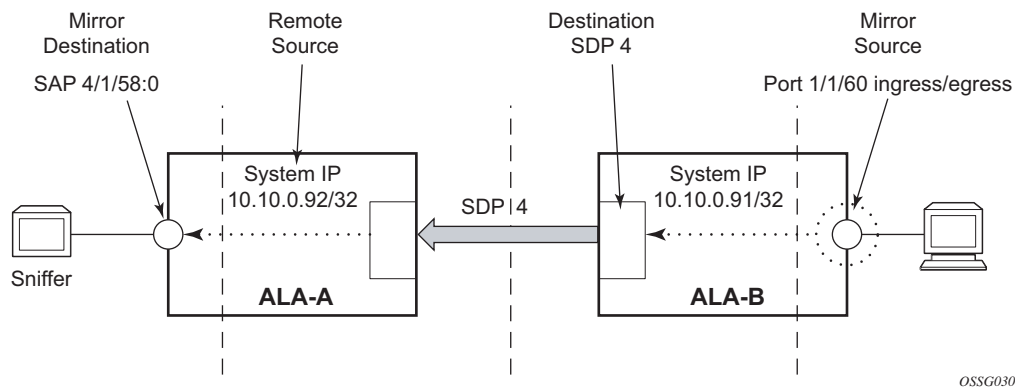 Mirror
Destination
SAP 4/1/58:0
Remote
Source
Destination
SDP 4
Mirror
Source
Port 1/1/60 ingress/egress
System IP
10.10.0.92/32
SDP 4
System IP
10.10.0.91/32
Sniffer
ALA-A
ALA-B
OSSG030